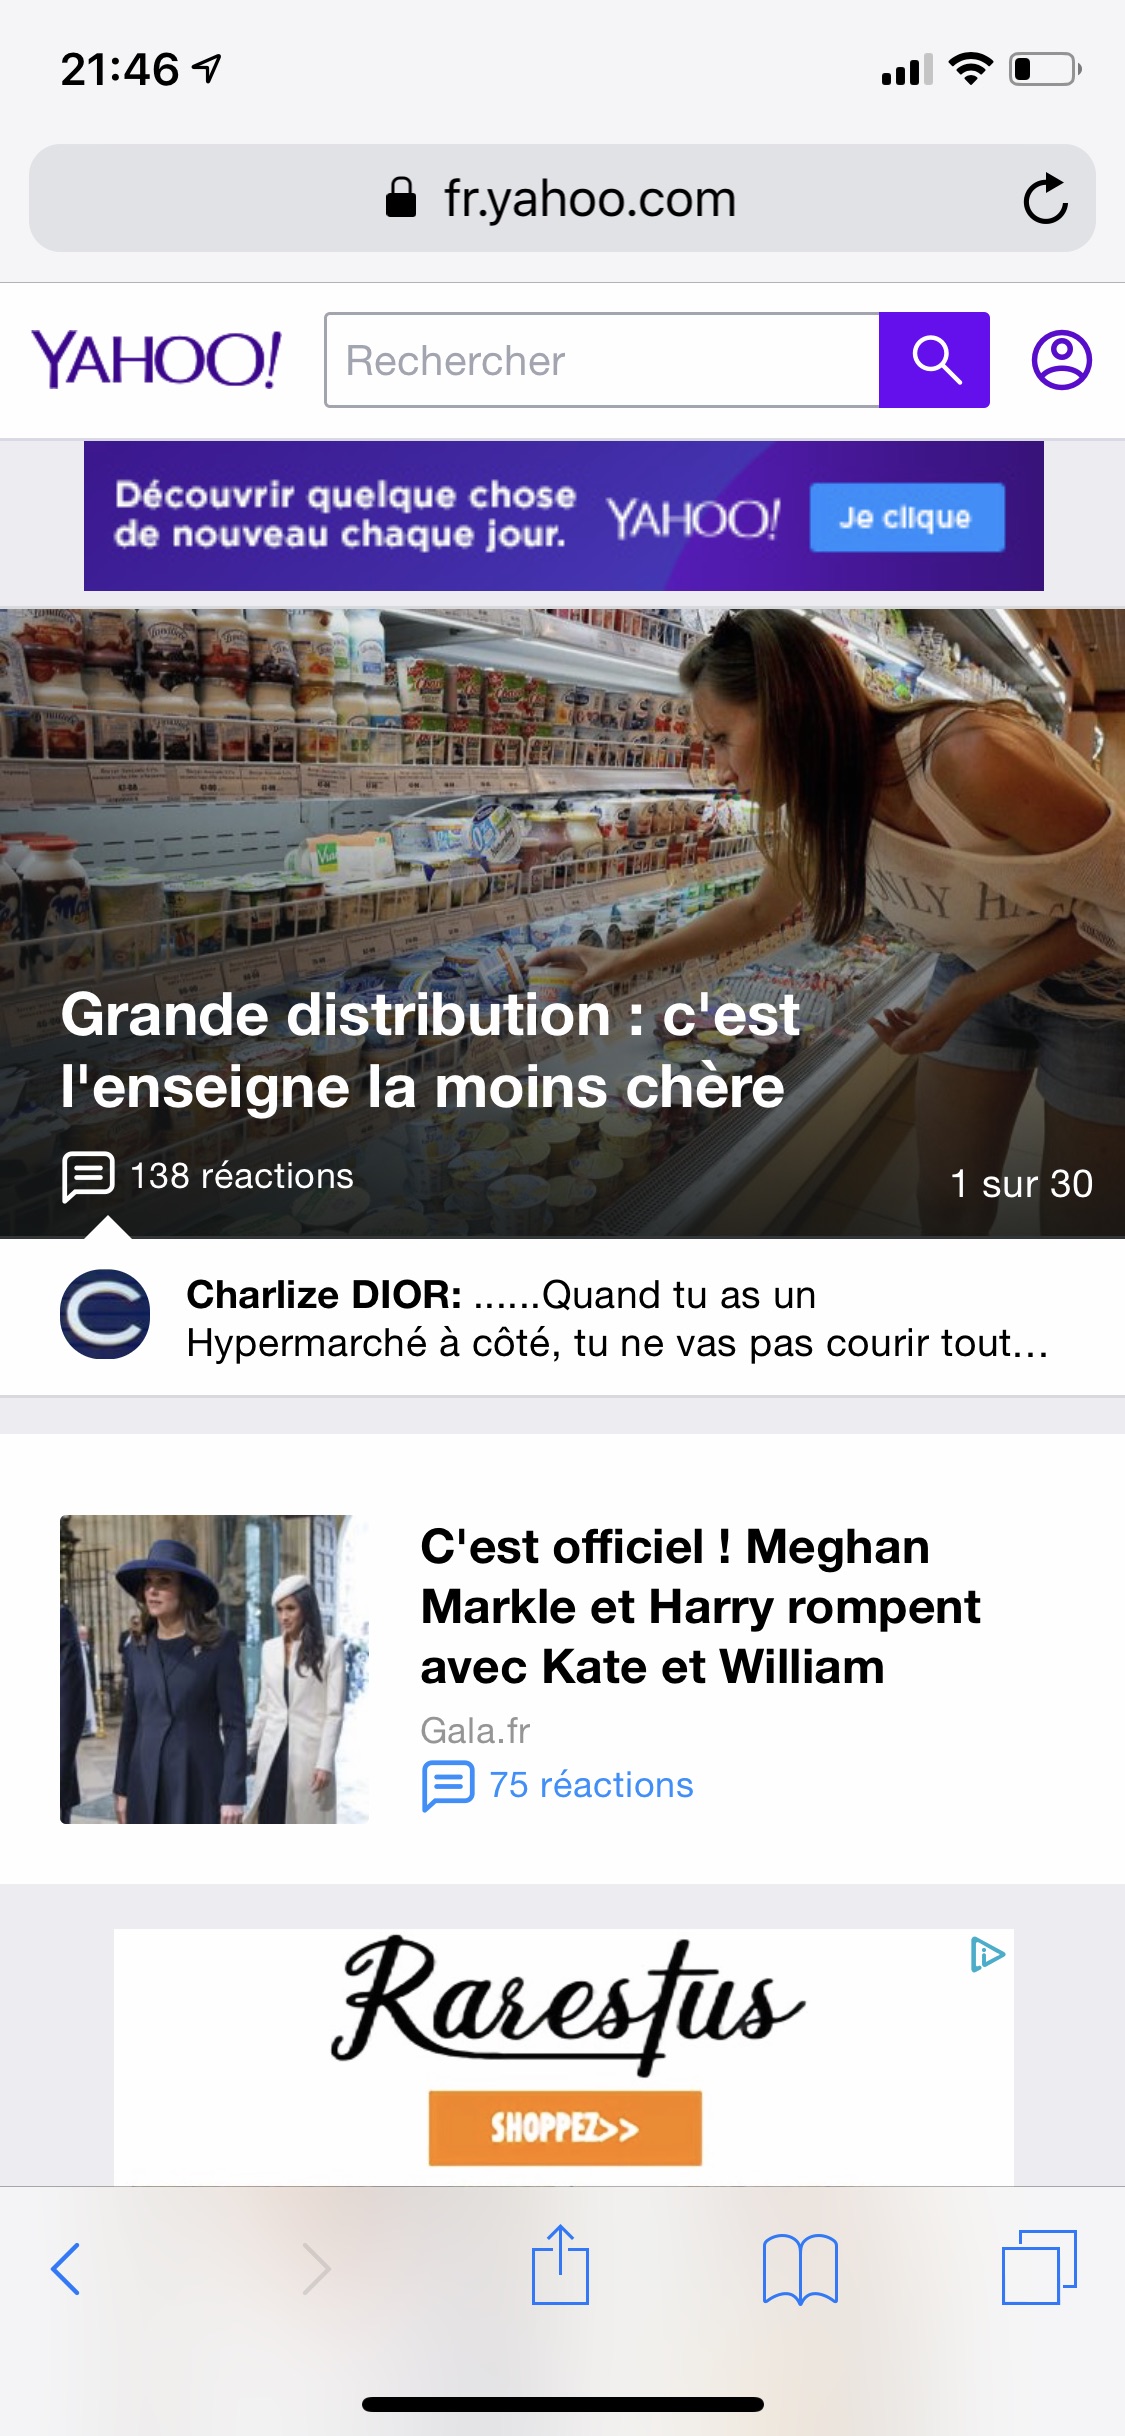 21:46
fr.yahoo.com
YAHOO!
Rechercher
Découvrir quelque chose
de nouveau chaque jour.
YAHOO!
Je clique
ONLY
Grande distribution : c'est
l'enseigne la moins chère
138 réactions
1 sur 30
Charlize DIOR: ......Quand tu as un
Hypermarché à côté, tu ne vas pas courir tout...
C'est officiel ! Meghan
Markle et Harry rompent
avec Kate et William
Gala.fr
75 réactions
Rarestus
SHOPPEZ>>